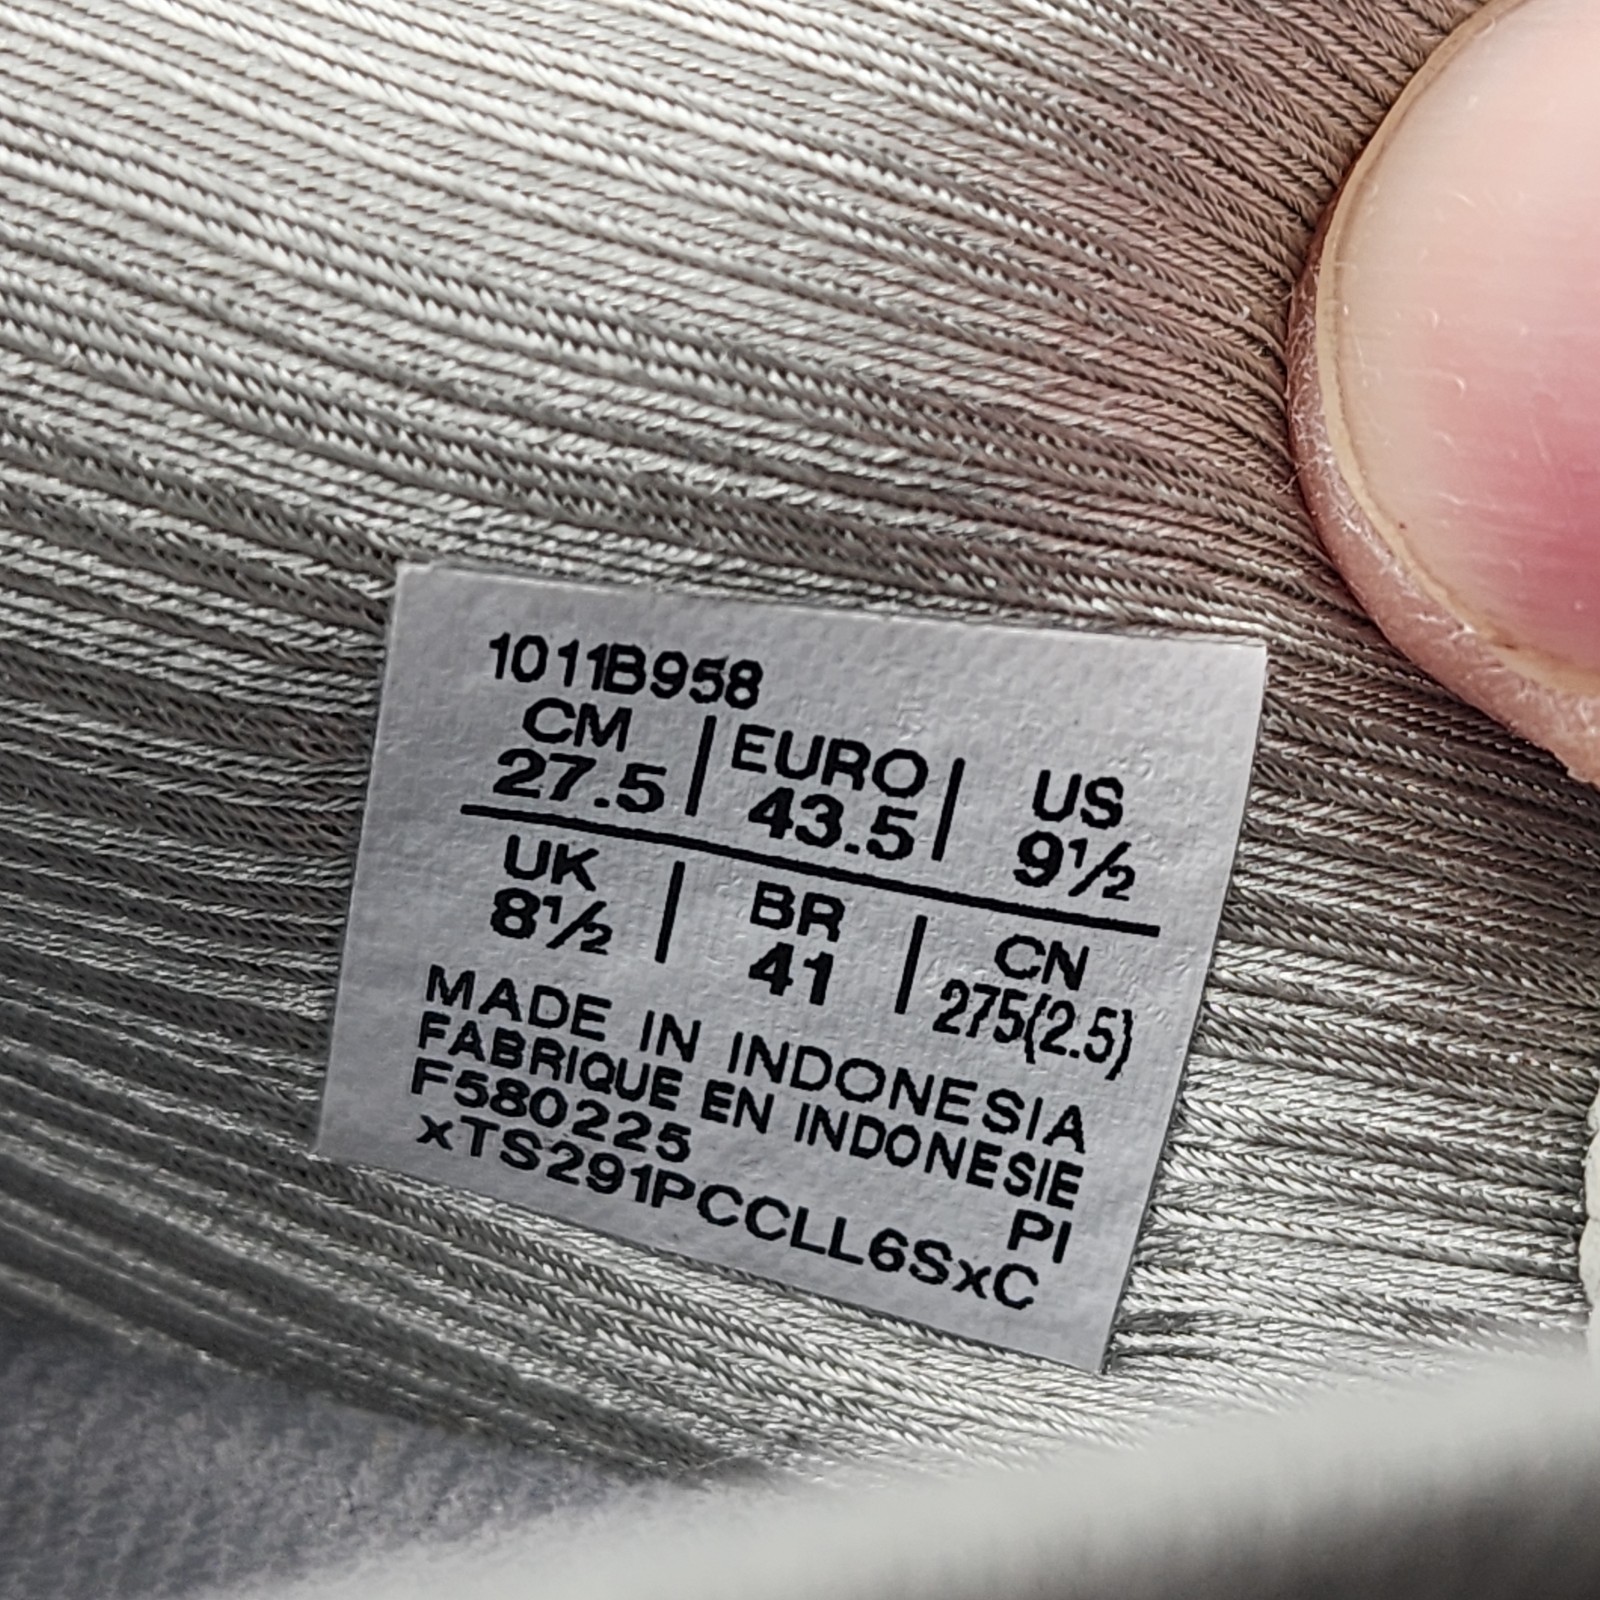 1011B958
CM | EURO | US
27.5 | 43.5 | 9½
UK | BR | CN
8½ | 41 | 275(2.5)
MADE IN INDONESIA
FABRIQUE EN INDONESIE
F580225 PI
xTS291PCCLL6SxC